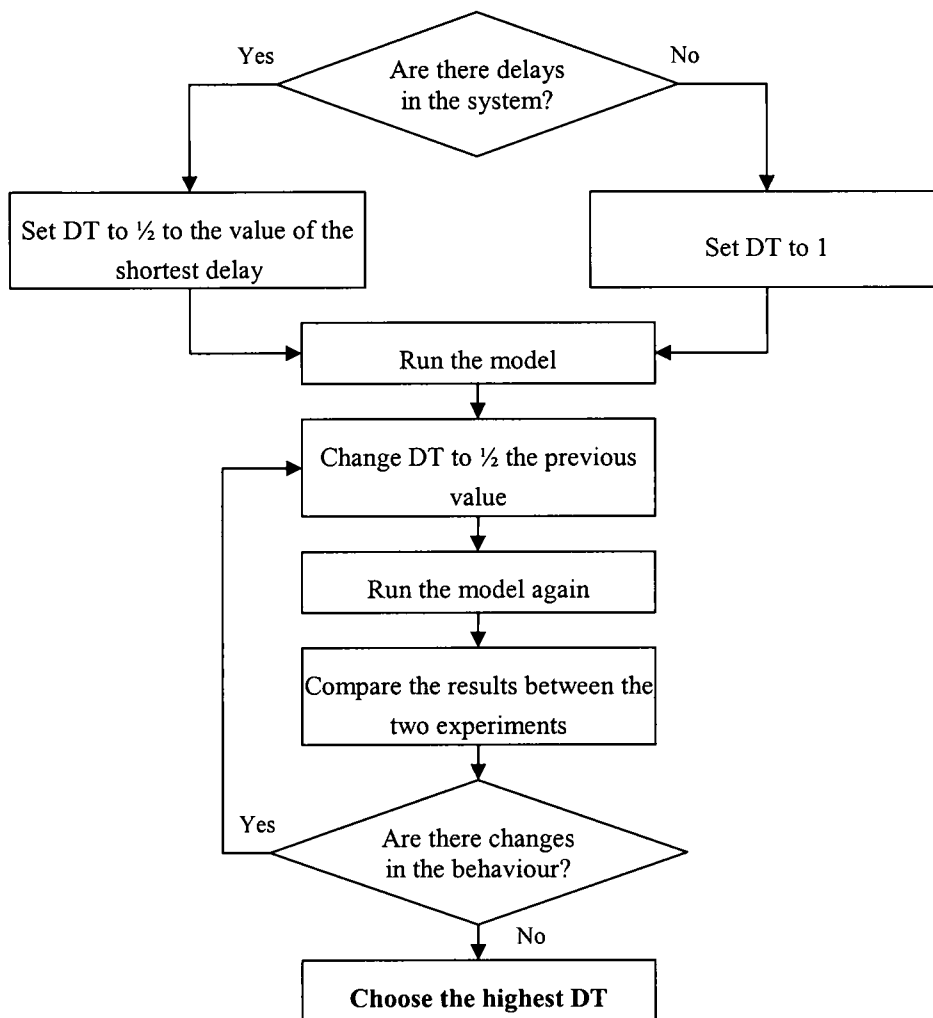 Yes
No
Are there delays
in the system?
Set DT to ½ to the value of the
shortest delay
Set DT to 1
Run the model
Change DT to ½ the previous
value
Run the model again
Compare the results between the
two experiments
Yes
Are there changes
in the behaviour?
No
Choose the highest DT